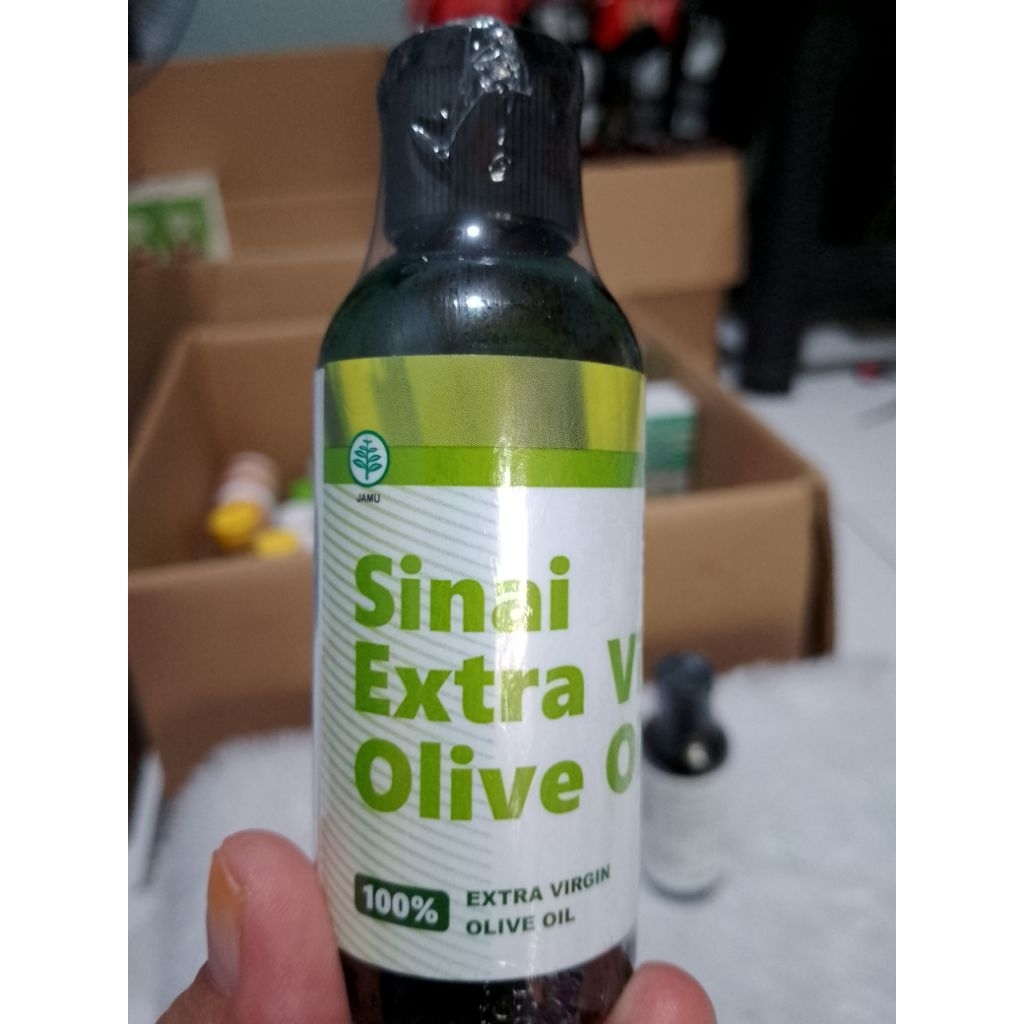 JAMU
Sinai
Extra V
Olive O
100%
EXTRA VIRGIN
OLIVE OIL